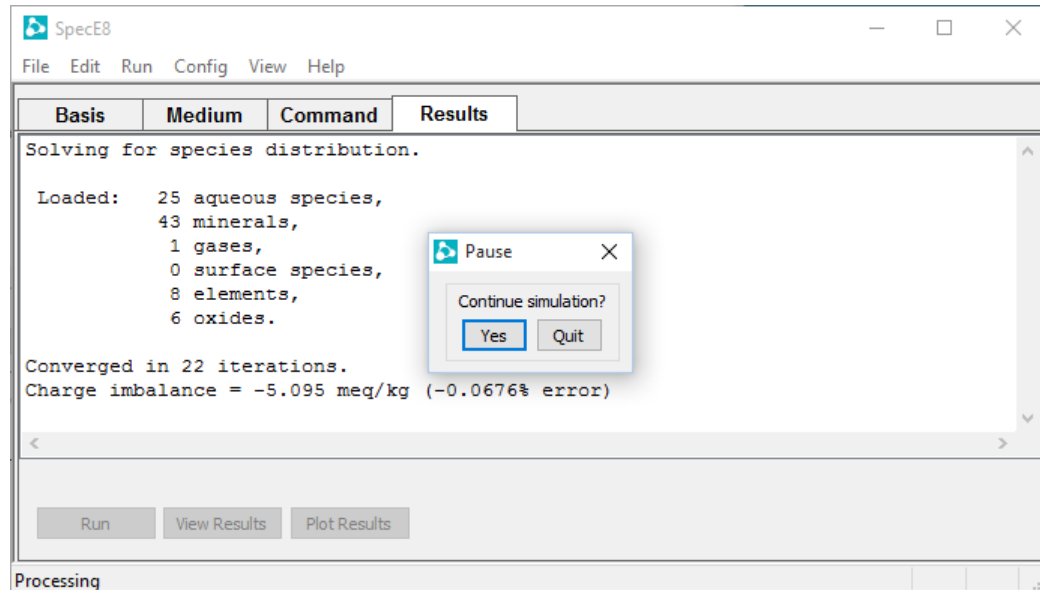 SpecE8
File Edit Run Config View Help
Basis Medium Command Results
Solving for species distribution.
Loaded: 25 aqueous species,
43 minerals,
1 gases,
0 surface species,
8 elements,
6 oxides.
Converged in 22 iterations.
Charge imbalance = -5.095 meq/kg (-0.0676% error)
Pause
Continue simulation?
Yes Quit
Run View Results Plot Results
Processing